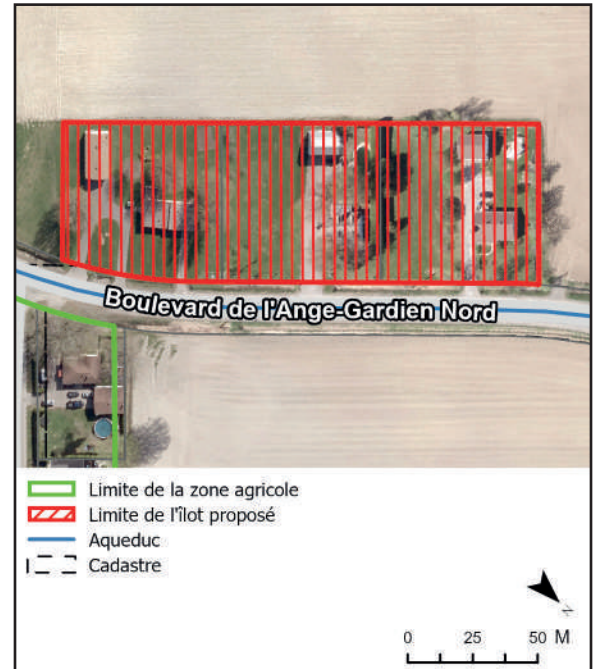 Boulevard de l'Ange-Gardien Nord
Limite de la zone agricole
Limite de l'îlot proposé
Aqueduc
Cadastre
N
0 25 50 M